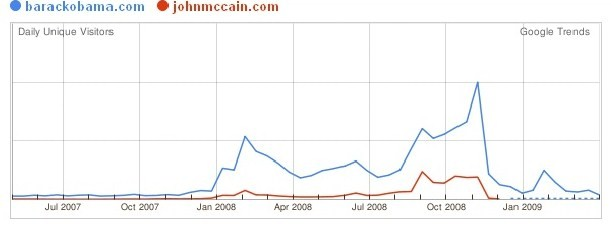 barackobama.com johnmccain.com
Daily Unique Visitors Google Trends
Jul 2007 Oct 2007 Jan 2008 Apr 2008 Jul 2008 Oct 2008 Jan 2009